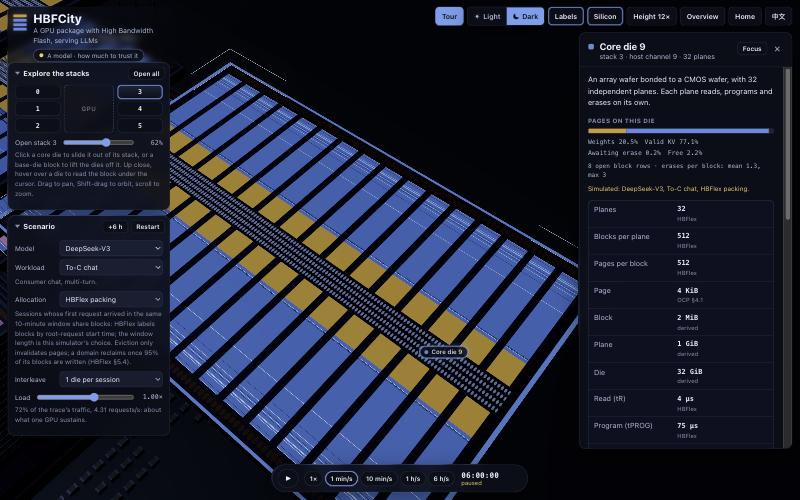 HBFCity
A GPU package with High Bandwidth
Flash, serving LLMs
A model · how much to trust it
Tour
Light
Dark
Labels
Silicon
Height 12×
Overview
Home
中文
Explore the stacks
Open all
0
3
GPU
1
4
2
5
Open stack 3
62%
Click a core die to slide it out of its stack, or a
base-die block to lift the dies off it. Up close,
hover over a die to read the block under the
cursor. Drag to pan, Shift-drag to orbit, scroll to
zoom.
Scenario
+6 h
Restart
Model
DeepSeek-V3
Workload
To-C chat
Consumer chat, multi-turn.
Allocation
HBFlex packing
Sessions whose first request arrived in the same
10-minute window share blocks: HBFlex labels
blocks by root-request start time; the window
length is this simulator's choice. Eviction only
invalidates pages; a domain reclaims once 95%
of its blocks are written (HBFlex §5.4).
Interleave
1 die per session
Load
1.00×
72% of the trace's traffic, 4.31 requests/s: about
what one GPU sustains.
Core die 9
1×
1 min/s
10 min/s
1 h/s
6 h/s
06:00:00
paused
Core die 9
stack 3 · host channel 9 · 32 planes
Focus
×
An array wafer bonded to a CMOS wafer, with 32
independent planes. Each plane reads, programs and
erases on its own.
PAGES ON THIS DIE
Weights 20.5% Valid KV 77.1%
Awaiting erase 0.2% Free 2.2%
8 open block rows · erases per block: mean 1.3,
max 3
Simulated: DeepSeek-V3, To-C chat, HBFlex packing.
Planes
32
HBFlex
Blocks per plane
512
HBFlex
Pages per block
512
HBFlex
Page
4 KiB
OCP §4.1
Block
2 MiB
derived
Plane
1 GiB
derived
Die
32 GiB
derived
Read (tR)
4 µs
HBFlex
Program (tPROG)
75 µs
HBFlex